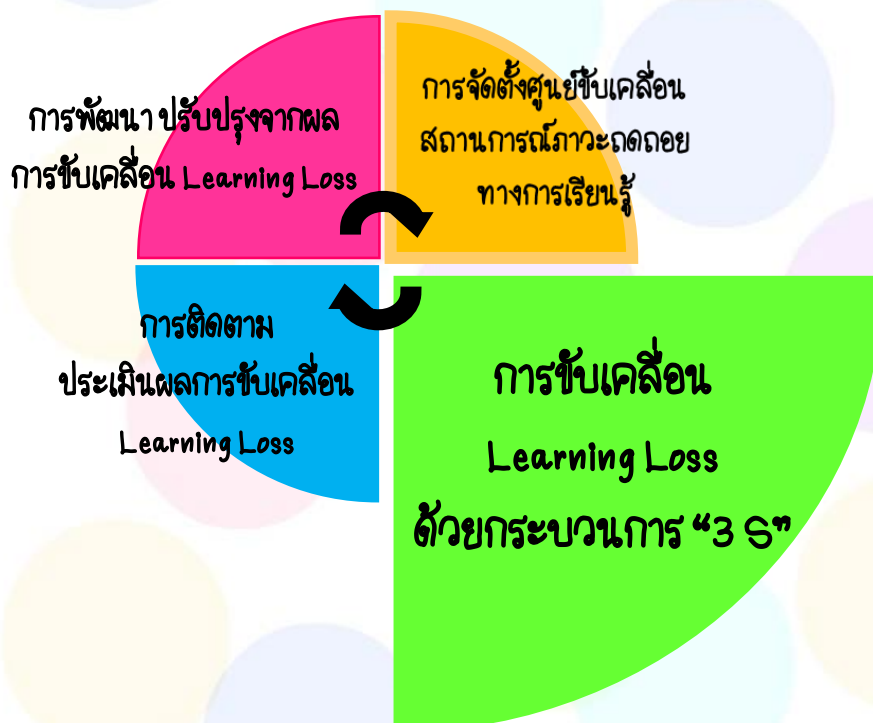 การพัฒนา ปรับปรุงจากผล
การขับเคลื่อน Learning Loss
การจัดตั้งศูนย์ขับเคลื่อน
สถานการณ์ภาวะถดถอย
ทางการเรียนรู้
การติดตาม
ประเมินผลการขับเคลื่อน
Learning Loss
การขับเคลื่อน
Learning Loss
ด้วยกระบวนการ “3 S”